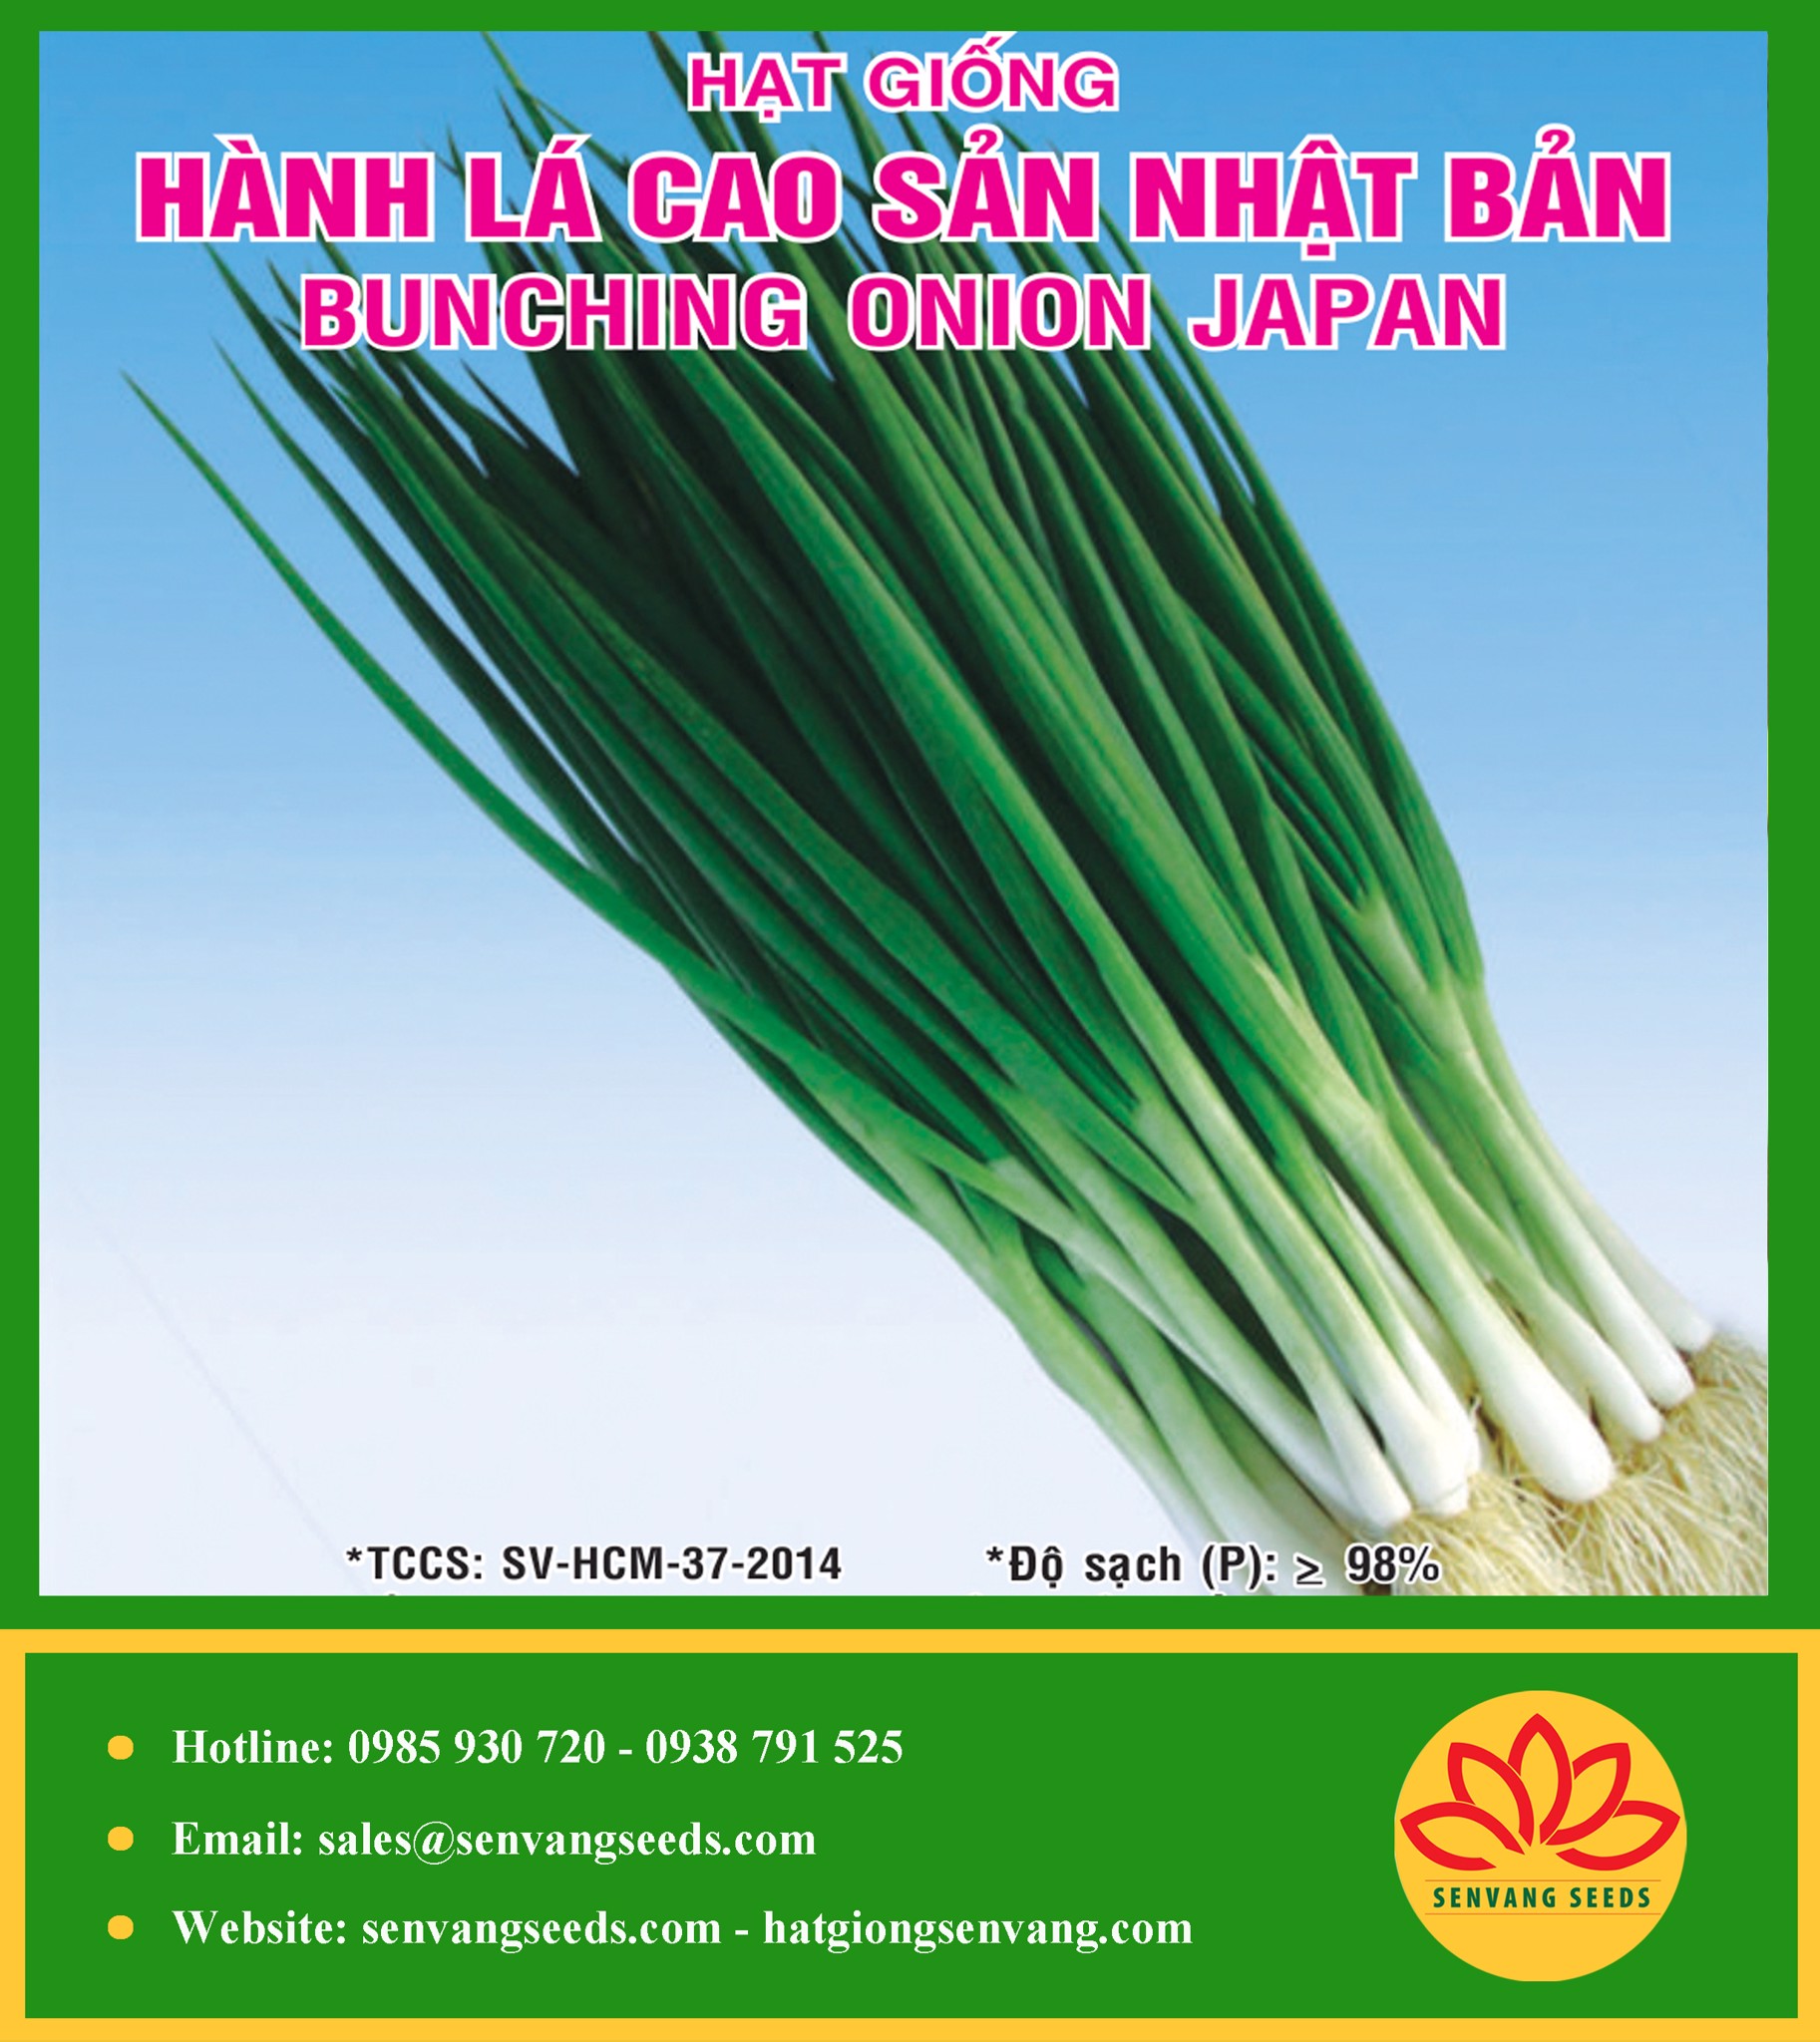 HẠT GIỐNG
HÀNH LÁ CAO SẢN NHẬT BẢN
BUNCHING ONION JAPAN
*TCCS: SV-HCM-37-2014 *Độ sạch (P): ≥ 98%
Hotline: 0985 930 720 - 0938 791 525
Email: sales@senvangseeds.com
Website: senvangseeds.com - hatgiongsenvang.com
SENVANG SEEDS